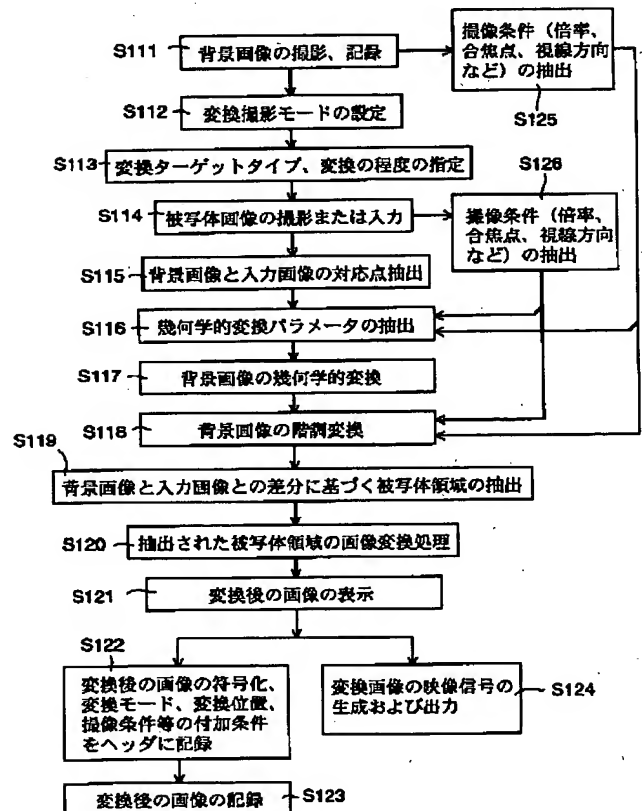 S111
背景画像の撮影、記録
撮像条件（倍率、
合焦点、視線方向
など）の抽出
S125
S112
変換撮影モードの設定
S113
変換ターゲットタイプ、変換の程度の指定
S126
S114
被写体画像の撮影または入力
撮像条件（倍率、
合焦点、視線方向
など）の抽出
S115
背景画像と入力画像の対応点抽出
S116
幾何学的変換パラメータの抽出
S117
背景画像の幾何学的変換
S118
背景画像の階調変換
S119
背景画像と入力画像との差分に基づく被写体領域の抽出
S120
抽出された被写体領域の画像変換処理
S121
変換後の画像の表示
S122
変換後の画像の符号化、
変換モード、変換位置、
撮像条件等の付加条件
をヘッダに記録
変換画像の映像信号の
生成および出力
S124
変換後の画像の記録
S123